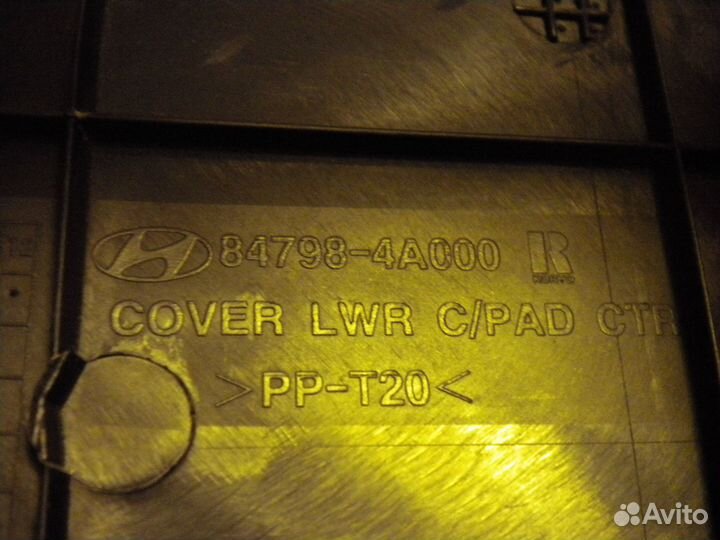 84798-4A000
COVER LWR C/PAD CTR
>PP-T20<
Avito